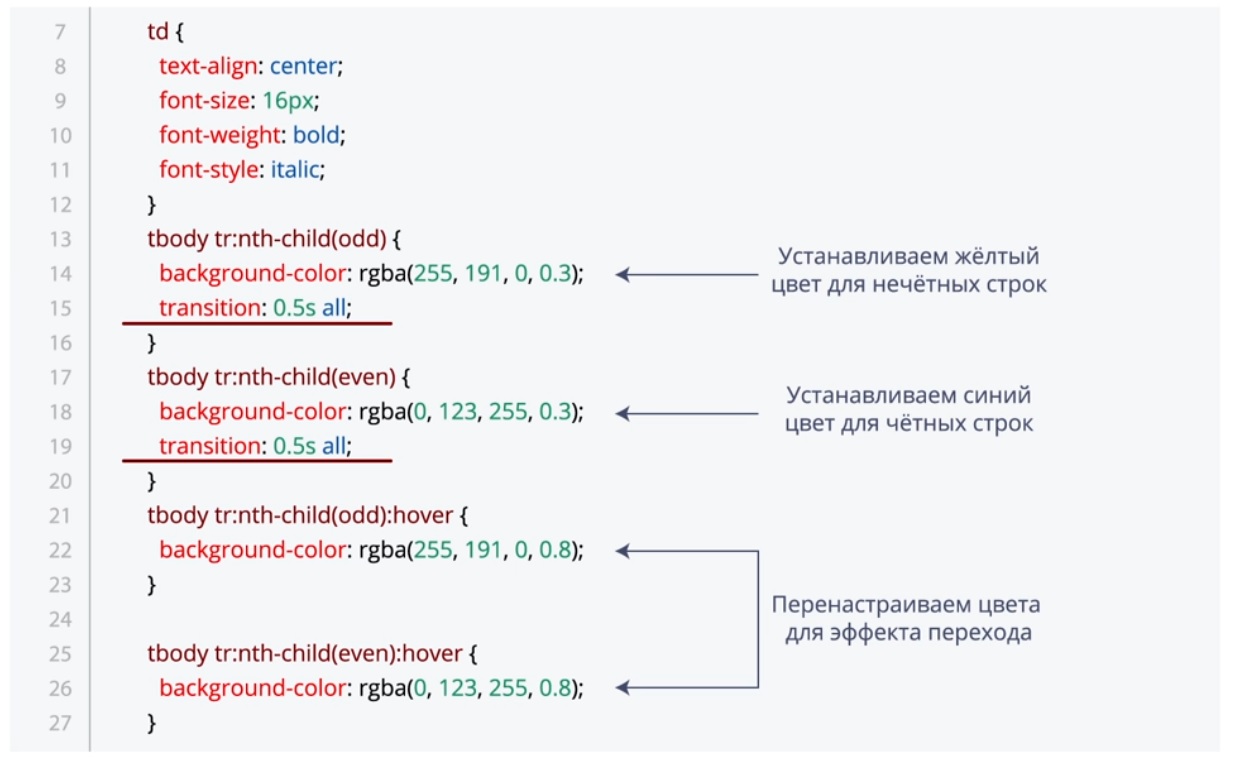 7 td {
8 text-align: center;
9 font-size: 16px;
10 font-weight: bold;
11 font-style: italic;
12 }
13 tbody tr:nth-child(odd) {
14 background-color: rgba(255, 191, 0, 0.3);
15 transition: 0.5s all;
16 }
17 tbody tr:nth-child(even) {
18 background-color: rgba(0, 123, 255, 0.3);
19 transition: 0.5s all;
20 }
21 tbody tr:nth-child(odd):hover {
22 background-color: rgba(255, 191, 0, 0.8);
23 }
24
25 tbody tr:nth-child(even):hover {
26 background-color: rgba(0, 123, 255, 0.8);
27 }
Устанавливаем жёлтый
цвет для нечётных строк
Устанавливаем синий
цвет для чётных строк
Перенастраиваем цвета
для эффекта перехода